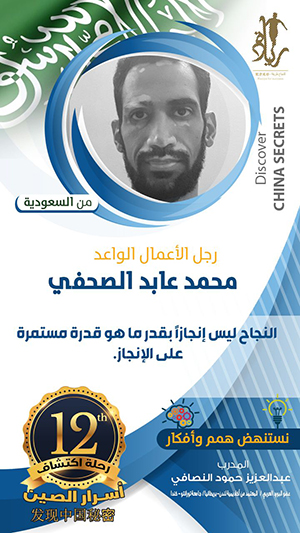 رياده
Discover
CHINA SECRETS
من السعودية
رجل الأعمال الواعد
محمد عابد الصحفي
النجاح ليس إنجازاً بقدر ما هو قدرة مستمرة
على الإنجاز.
12th
رحلة اكتشاف
أسرار الصين
发现中国秘密
نستنهض همم وأفكار
المدرب
عبدالعزيز حمود النصافي